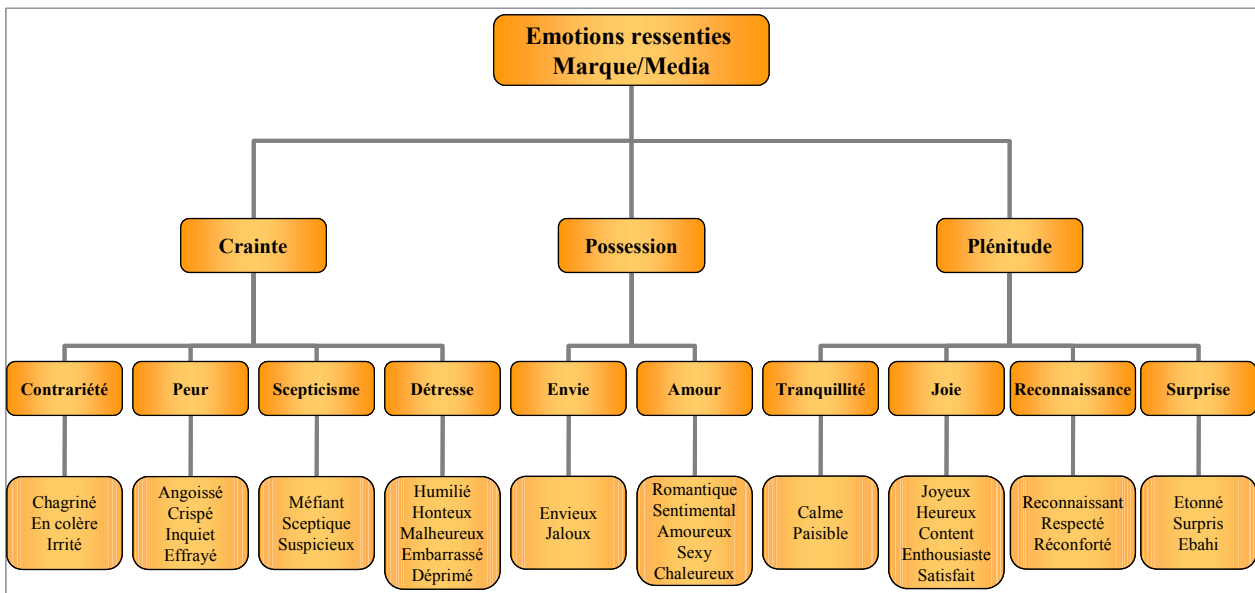 Emotions ressenties
Marque/Media
Crainte
Possession
Plénitude
Contrariété
Peur
Scepticisme
Détresse
Envie
Amour
Tranquillité
Joie
Reconnaissance
Surprise
Chagriné
En colère
Irrité
Angoissé
Crispé
Inquiet
Effrayé
Méfiant
Sceptique
Suspicieux
Humilié
Honteux
Malheureux
Embarrassé
Déprimé
Envieux
Jaloux
Romantique
Sentimental
Amoureux
Sexy
Chaleureux
Calme
Paisible
Joyeux
Heureux
Content
Enthousiaste
Satisfait
Reconnaissant
Respecté
Réconforté
Etonné
Surpris
Ebahi